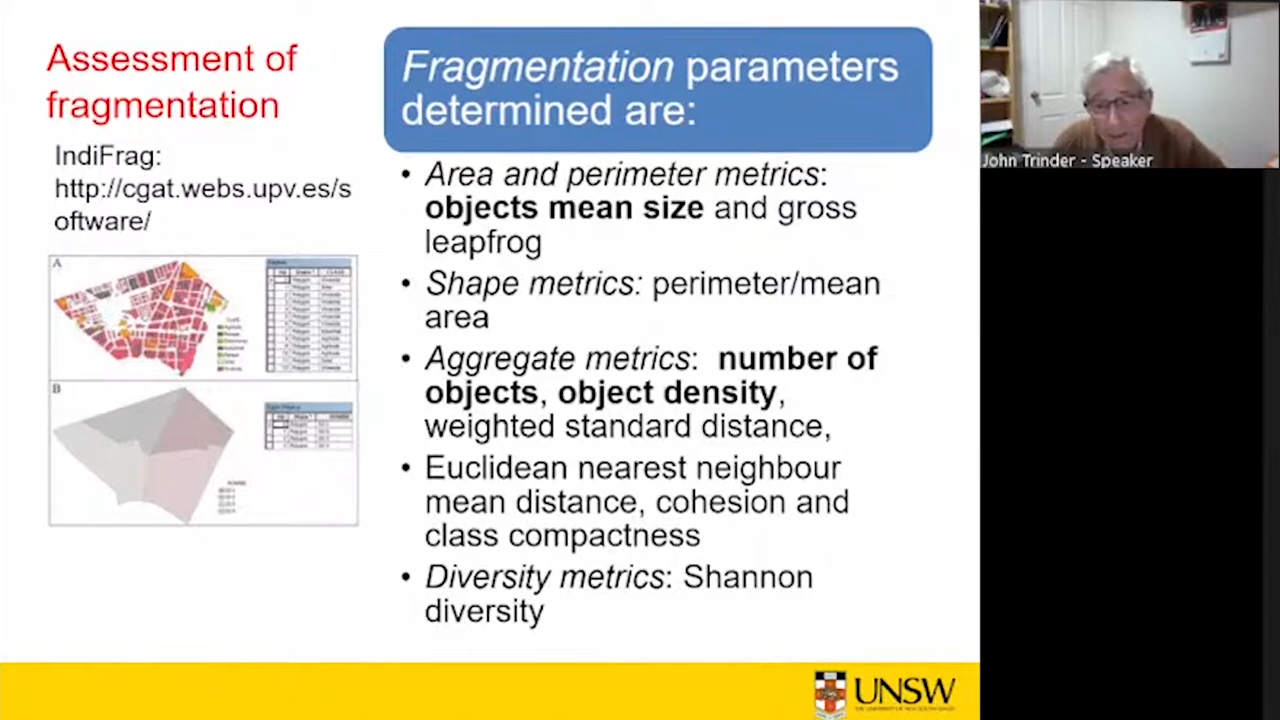 Assessment of
fragmentation
IndiFrag:
http://cgat.webs.upv.es/s
oftware/
A
B
Fragmentation parameters
determined are:
• Area and perimeter metrics:
objects mean size and gross
leapfrog
• Shape metrics: perimeter/mean
area
• Aggregate metrics: number of
objects, object density,
weighted standard distance,
• Euclidean nearest neighbour
mean distance, cohesion and
class compactness
• Diversity metrics: Shannon
diversity
John Trinder - Speaker
UNSW